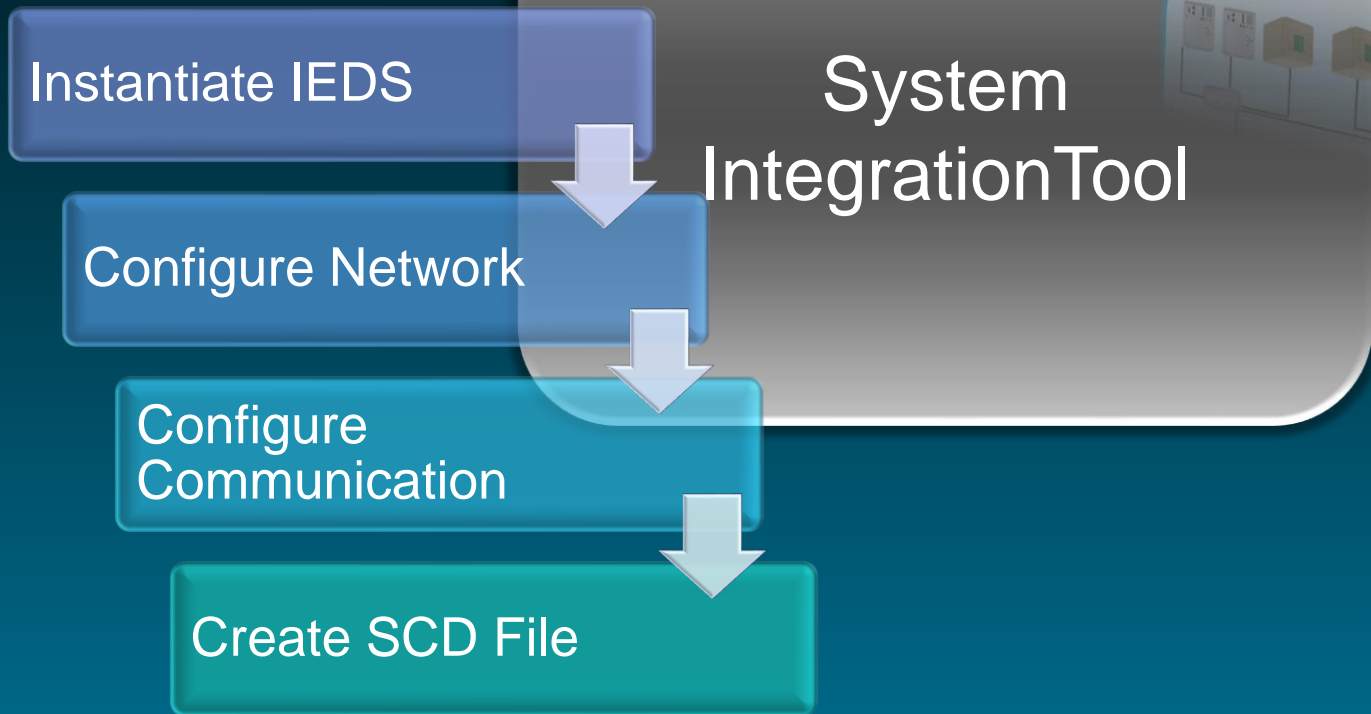 Instantiate IEDS
System
IntegrationTool
Configure Network
Configure
Communication
Create SCD File